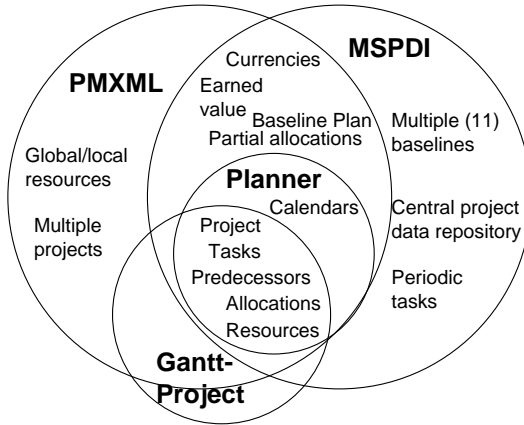 Currencies
MSPDI
PMXML
Earned
value
Baseline Plan
Partial allocations
Multiple (11)
baselines
Global/local
resources
Planner
Calendars
Central project
data repository
Multiple
projects
Project
Tasks
Predecessors
Allocations
Resources
Periodic
tasks
Gantt-
Project